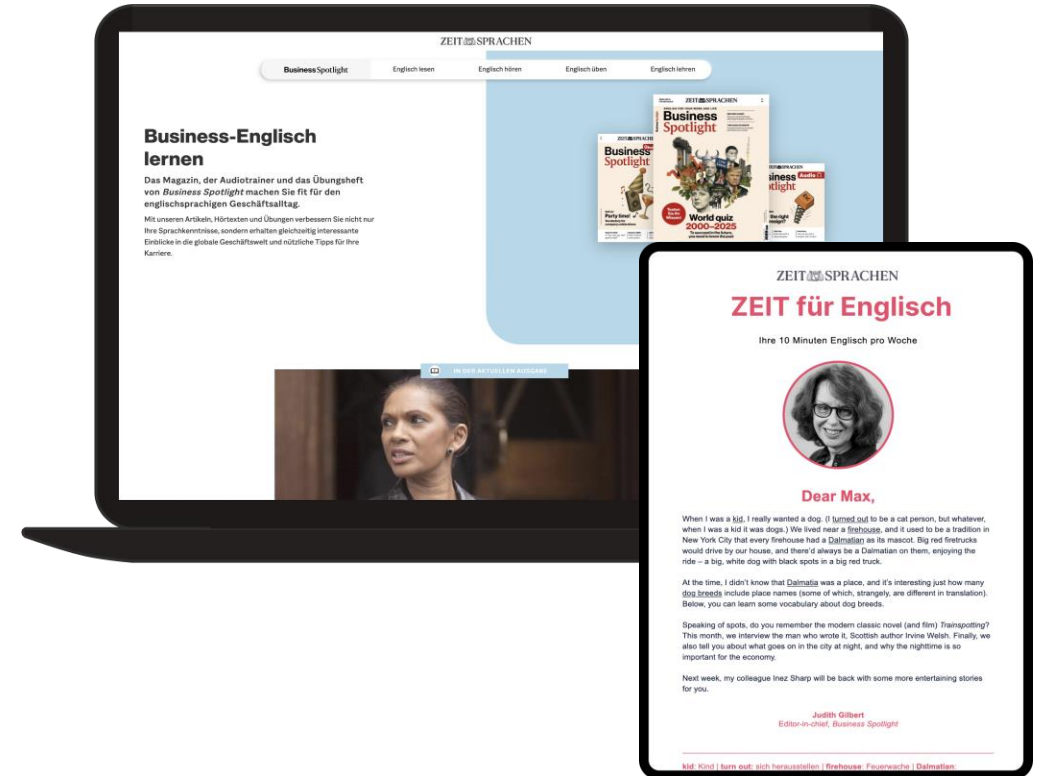 ZEIT SPRACHEN
Business Spotlight
Englisch lesen
Englisch hören
Englisch üben
Englisch lehren
Business-Englisch
lernen
Das Magazin, der Audiotrainer und das Übungsheft
von Business Spotlight machen Sie fit für den
englischsprachigen Geschäftsalltag.
Mit unseren Artikeln, Hörtexten und Übungen verbessern Sie nicht nur
Ihre Sprachkenntnisse, sondern erhalten gleichzeitig interessante
Einblicke in die globale Geschäftswelt und nützliche Tipps für Ihre
Karriere.
Business
Spotlight
Party time!
ZEIT SPRACHEN
Business
Spotlight
World quiz
2000–2025
To succeed in the future,
you need to know the past
Audio
IN DER AKTUELLEN AUSGABE
ZEIT SPRACHEN
ZEIT für Englisch
Ihre 10 Minuten Englisch pro Woche
Dear Max,
When I was a kid, I really wanted a dog. (I turned out to be a cat person, but whatever,
when I was a kid it was dogs.) We lived near a firehouse, and it used to be a tradition in
New York City that every firehouse had a Dalmatian as its mascot. Big red firetrucks
would drive by our house, and there'd always be a Dalmatian on them, enjoying the
ride – a big, white dog with black spots in a big red truck.
At the time, I didn't know that Dalmatia was a place, and it's interesting just how many
dog breeds include place names (some of which, strangely, are different in translation).
Below, you can learn some vocabulary about dog breeds.
Speaking of spots, do you remember the modern classic novel (and film) Trainspotting?
This month, we interview the man who wrote it, Scottish author Irvine Welsh. Finally, we
also tell you about what goes on in the city at night, and why the nighttime is so
important for the economy.
Next week, my colleague Inez Sharp will be back with some more entertaining stories
for you.
Judith Gilbert
Editor-in-chief, Business Spotlight
kid: Kind | turn out: sich herausstellen | firehouse: Feuerwache | Dalmatian: